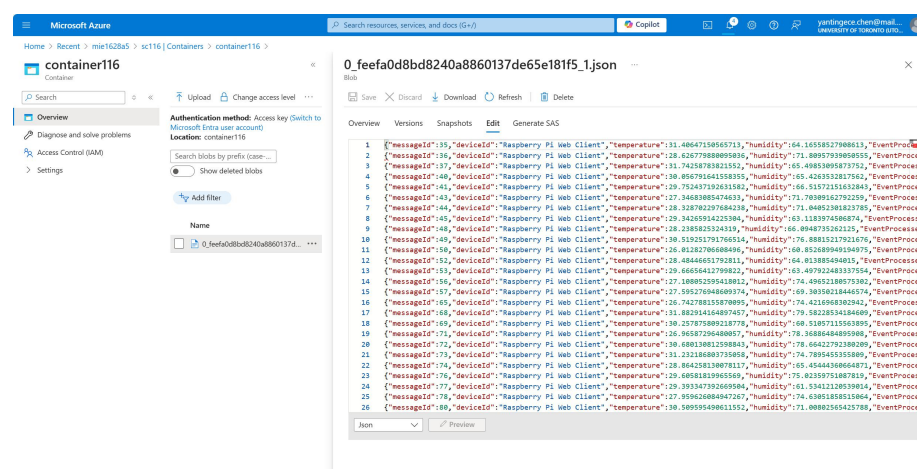 Microsoft Azure
Search resources, services, and docs (G+/)
Copilot
4
yantingece.chen@mail....
UNIVERSITY OF TORONTO (UTO...
Home > Recent > mie1628a5 > sc116 | Containers > container116 >
container116
Container
Search
Overview
Diagnose and solve problems
Access Control (IAM)
Settings
Upload
Change access level
Authentication method: Access key (Switch to
Microsoft Entra user account)
Location: container116
Search blobs by prefix (case-...
Show deleted blobs
Add filter
Name
0_feefa0d8bd8240a8860137d...
0_feefa0d8bd8240a8860137de65e181f5_1.json
Blob
Save Discard Download Refresh Delete
Overview Versions Snapshots Edit Generate SAS
1 {"messageId":35,"deviceId":"Raspberry Pi Web Client","temperature":31.40647150565713,"humidity":64.16558527908613,"EventProce
2 {"messageId":36,"deviceId":"Raspberry Pi Web Client","temperature":28.626779880095036,"humidity":71.80957939050555,"EventProc
3 {"messageId":37,"deviceId":"Raspberry Pi Web Client","temperature":31.74258783821552,"humidity":65.49853095873752,"EventProces
4 {"messageId":40,"deviceId":"Raspberry Pi Web Client","temperature":30.056791641558355,"humidity":65.4263532817562,"EventProces
5 {"messageId":41,"deviceId":"Raspberry Pi Web Client","temperature":29.752437192631582,"humidity":66.51572151632843,"EventProce
6 {"messageId":43,"deviceId":"Raspberry Pi Web Client","temperature":27.34683085474633,"humidity":71.70309162792259,"EventProces
7 {"messageId":44,"deviceId":"Raspberry Pi Web Client","temperature":28.328702297684238,"humidity":71.04052301823785,"EventProce
8 {"messageId":45,"deviceId":"Raspberry Pi Web Client","temperature":29.34265914225304,"humidity":63.1183974506874,"EventProcess
9 {"messageId":48,"deviceId":"Raspberry Pi Web Client","temperature":28.2385825324319,"humidity":66.0948735262125,"EventProcesse
10 {"messageId":49,"deviceId":"Raspberry Pi Web Client","temperature":30.519251791766514,"humidity":76.88815217921676,"EventProce
11 {"messageId":50,"deviceId":"Raspberry Pi Web Client","temperature":26.01282706608496,"humidity":60.852689949194975,"EventProce
12 {"messageId":52,"deviceId":"Raspberry Pi Web Client","temperature":28.48446651792811,"humidity":64.013885494015,"EventProcesse
13 {"messageId":53,"deviceId":"Raspberry Pi Web Client","temperature":29.66656412799822,"humidity":63.497922483337554,"EventProce
14 {"messageId":56,"deviceId":"Raspberry Pi Web Client","temperature":27.108052595418012,"humidity":74.49652180575302,"EventProce
15 {"messageId":57,"deviceId":"Raspberry Pi Web Client","temperature":27.595276948609374,"humidity":69.30350218446574,"EventProce
16 {"messageId":65,"deviceId":"Raspberry Pi Web Client","temperature":26.742788155870095,"humidity":74.4216968302942,"EventProces
17 {"messageId":68,"deviceId":"Raspberry Pi Web Client","temperature":31.882914164897457,"humidity":79.58228534184609,"EventProce
18 {"messageId":69,"deviceId":"Raspberry Pi Web Client","temperature":30.257875809218778,"humidity":60.51057115563895,"EventProce
19 {"messageId":71,"deviceId":"Raspberry Pi Web Client","temperature":26.96587296480057,"humidity":78.36886484895908,"EventProces
20 {"messageId":72,"deviceId":"Raspberry Pi Web Client","temperature":30.680130812598843,"humidity":78.66422792380209,"EventProce
21 {"messageId":73,"deviceId":"Raspberry Pi Web Client","temperature":31.232186803735058,"humidity":74.7895455355809,"EventProces
22 {"messageId":74,"deviceId":"Raspberry Pi Web Client","temperature":28.864258130078117,"humidity":65.45444360664871,"EventProce
23 {"messageId":76,"deviceId":"Raspberry Pi Web Client","temperature":29.60581819965569,"humidity":75.02359751087819,"EventProces
24 {"messageId":77,"deviceId":"Raspberry Pi Web Client","temperature":29.393347392669504,"humidity":61.53412120539014,"EventProce
25 {"messageId":78,"deviceId":"Raspberry Pi Web Client","temperature":27.959626084947267,"humidity":74.63051858515064,"EventProce
26 {"messageId":80,"deviceId":"Raspberry Pi Web Client","temperature":30.509595490611552,"humidity":71.00802565425788,"EventProce
Json
Preview